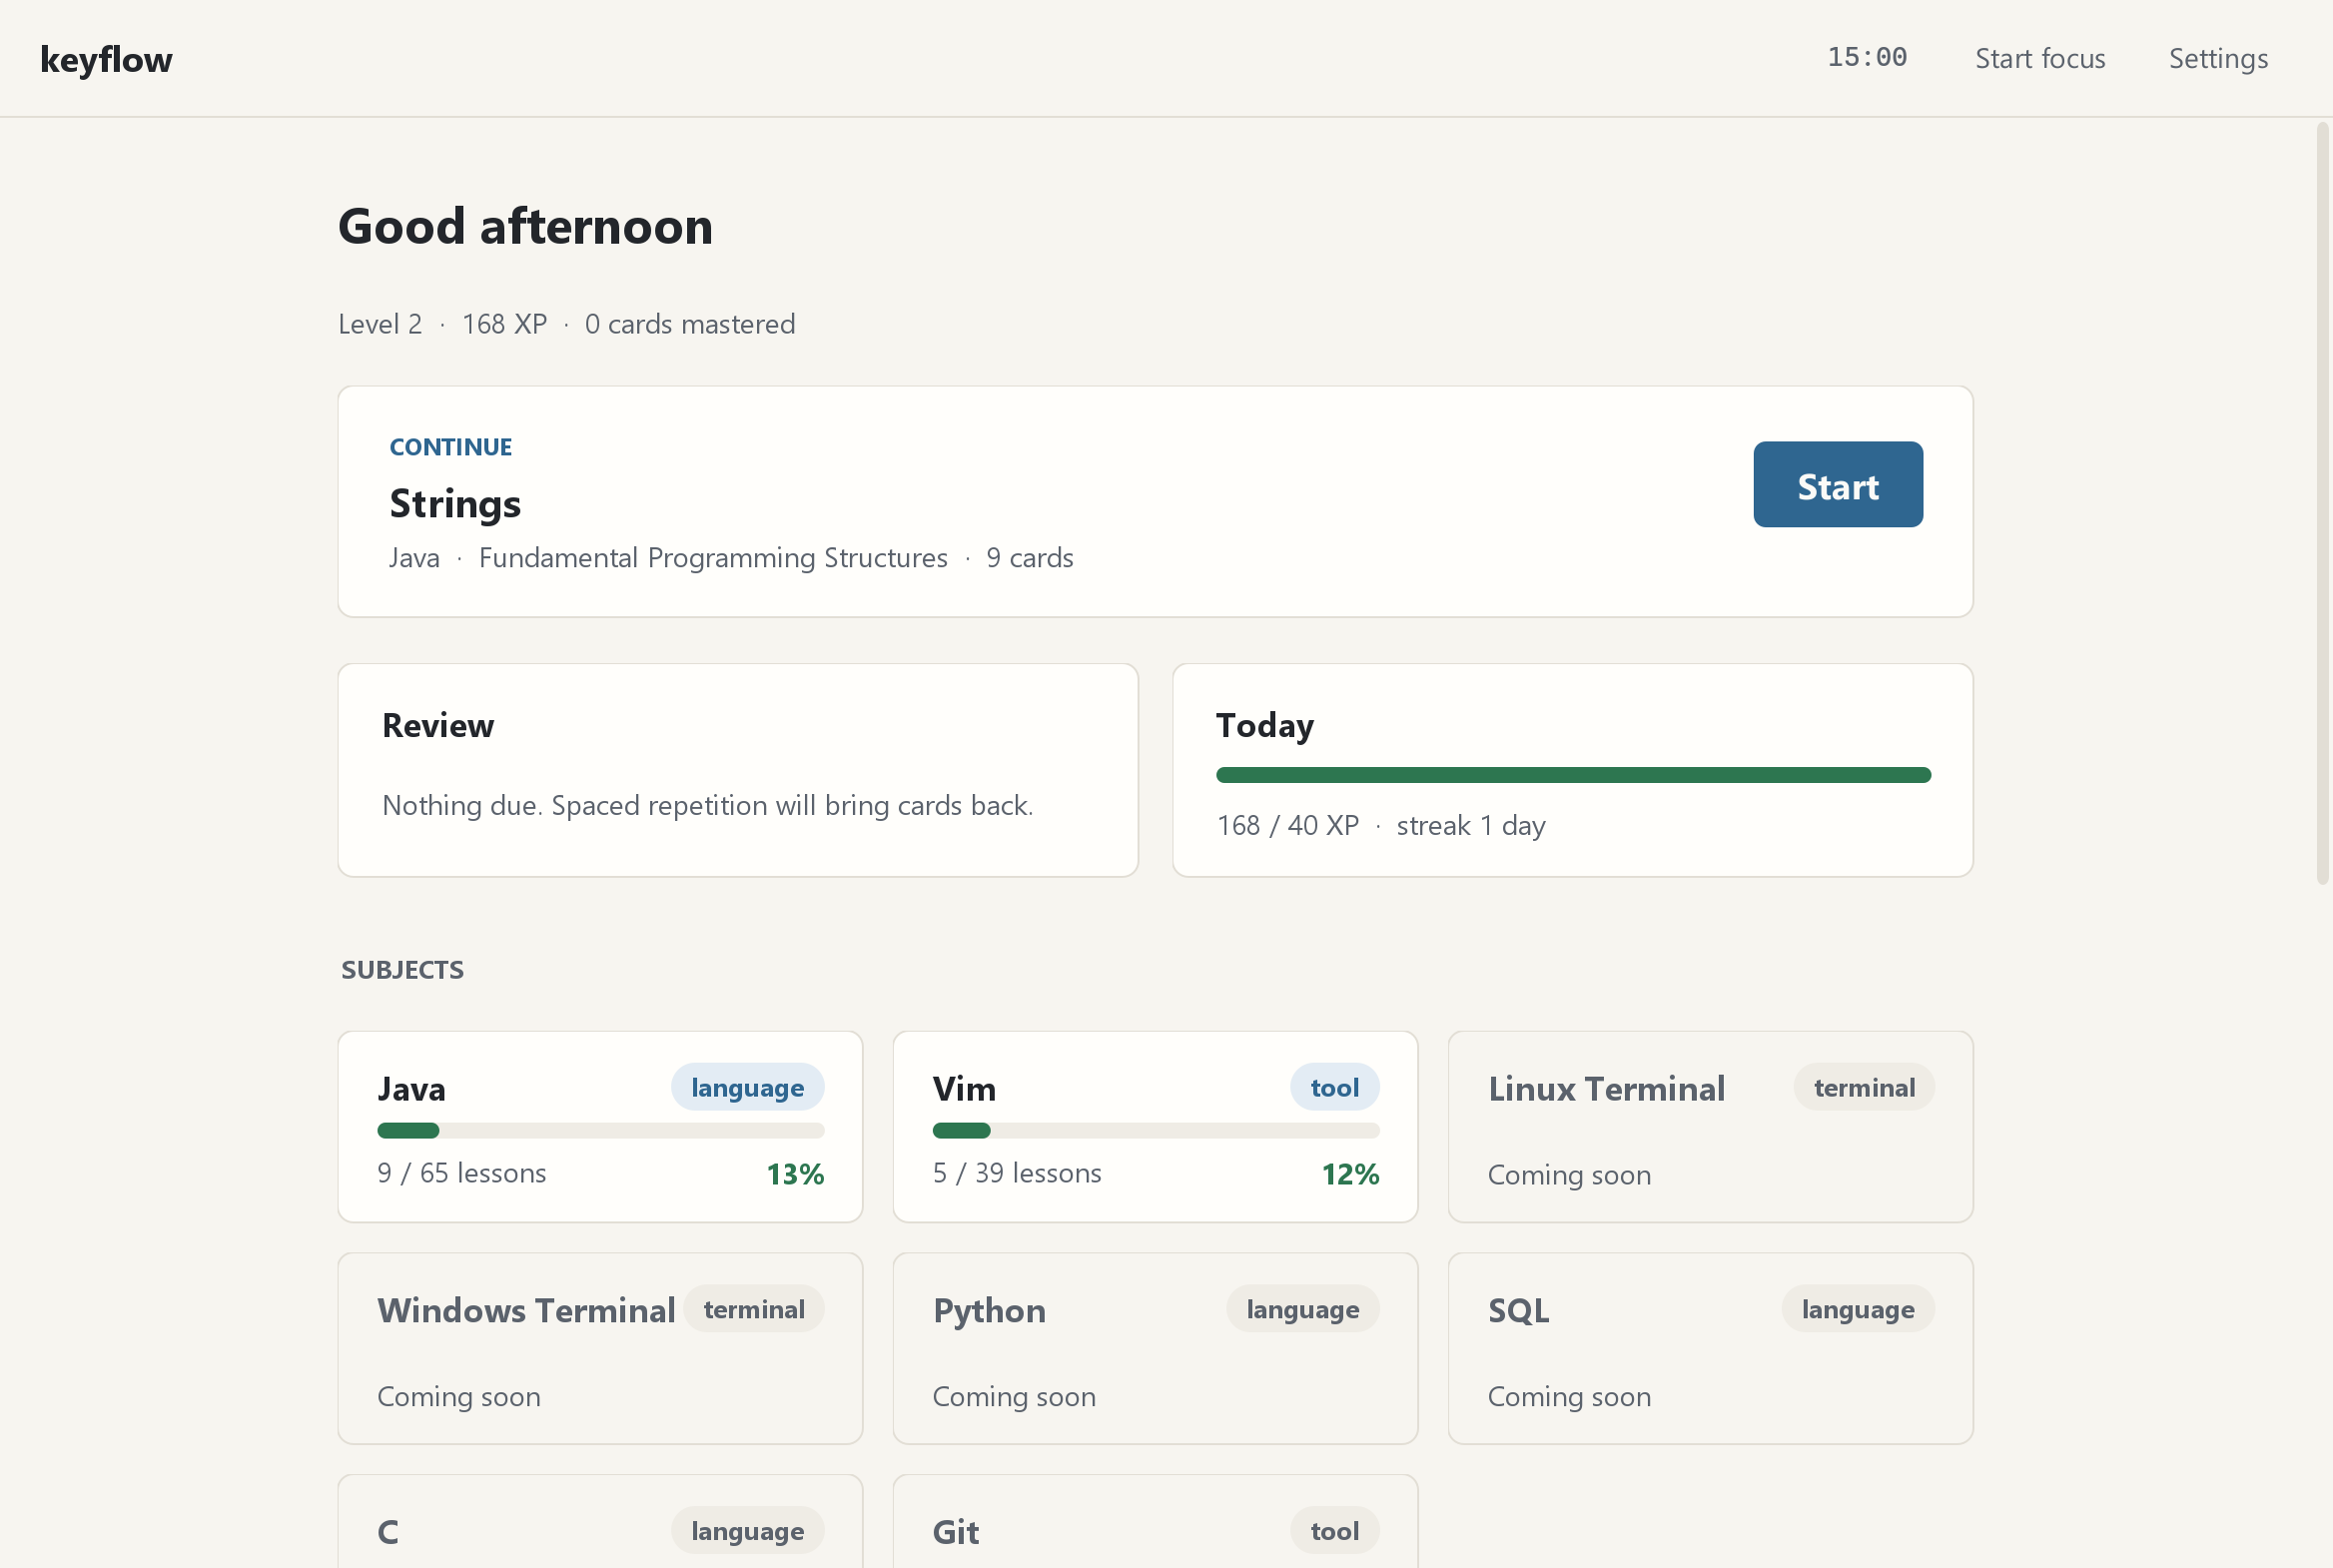 keyflow
15:00 Start focus Settings
Good afternoon
Level 2 · 168 XP · 0 cards mastered
CONTINUE
Strings
Java · Fundamental Programming Structures · 9 cards
Start
Review
Nothing due. Spaced repetition will bring cards back.
Today
168 / 40 XP · streak 1 day
SUBJECTS
Java language
9 / 65 lessons 13%
Vim tool
5 / 39 lessons 12%
Linux Terminal terminal
Coming soon
Windows Terminal terminal
Coming soon
Python language
Coming soon
SQL language
Coming soon
C language
Git tool